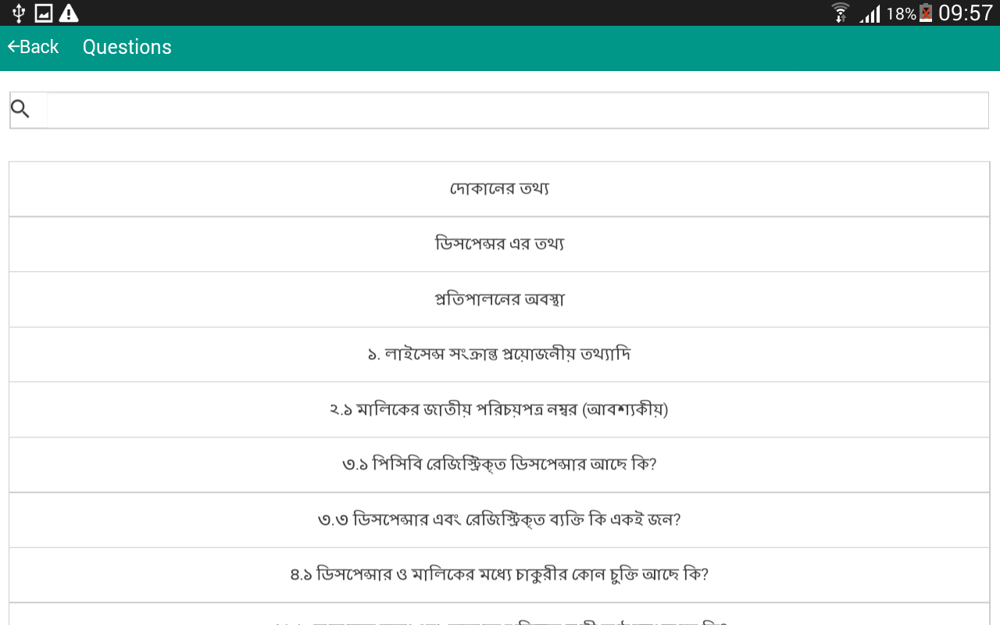 18% 09:57
Back Questions
দোকানের তথ্য
ডিসপেন্সর এর তথ্য
প্রতিপালনের অবস্থা
১. লাইসেন্স সংক্রান্ত প্রয়োজনীয় তথ্যাদি
২.১ মালিকের জাতীয় পরিচয়পত্র নম্বর (আবশ্যকীয়)
৩.১ পিসিবি রেজিস্ট্রিকৃত ডিসপেন্সার আছে কি?
৩.৩ ডিসপেন্সার এবং রেজিস্ট্রিকৃত ব্যক্তি কি একই জন?
৪.১ ডিসপেন্সার ও মালিকের মধ্যে চাকুরীর কোন চুক্তি আছে কি?